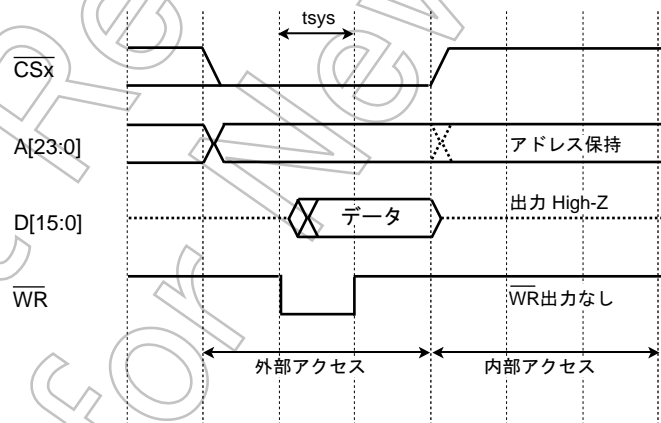 tsys
CSx
A[23:0]
アドレス保持
D[15:0]
データ
出力 High-Z
WR
WR出力なし
外部アクセス
内部アクセス